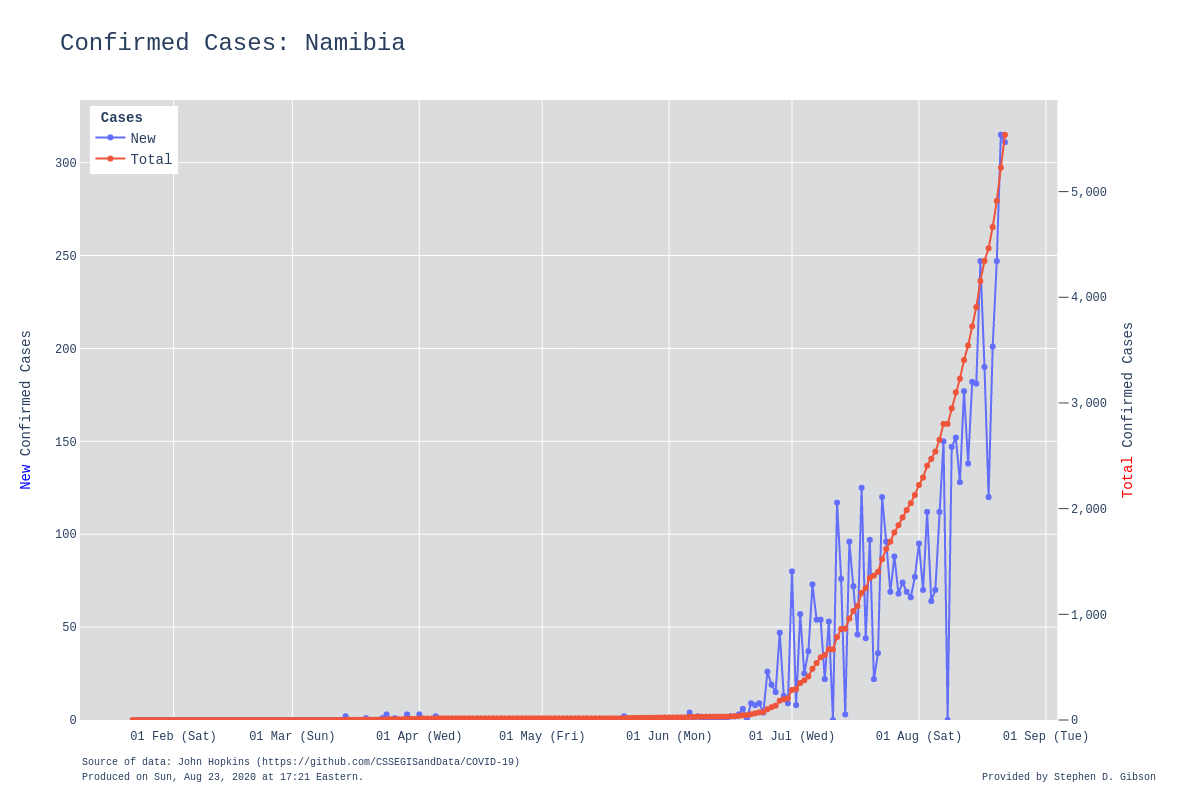 Confirmed Cases: Namibia
Cases
New
Total
300
250
200
150
100
50
0
5,000
4,000
3,000
2,000
1,000
0
New Confirmed Cases
Total Confirmed Cases
01 Feb (Sat) 01 Mar (Sun) 01 Apr (Wed) 01 May (Fri) 01 Jun (Mon) 01 Jul (Wed) 01 Aug (Sat) 01 Sep (Tue)
Source of data: John Hopkins (https://github.com/CSSEGISandData/COVID-19)
Produced on Sun, Aug 23, 2020 at 17:21 Eastern.
Provided by Stephen D. Gibson